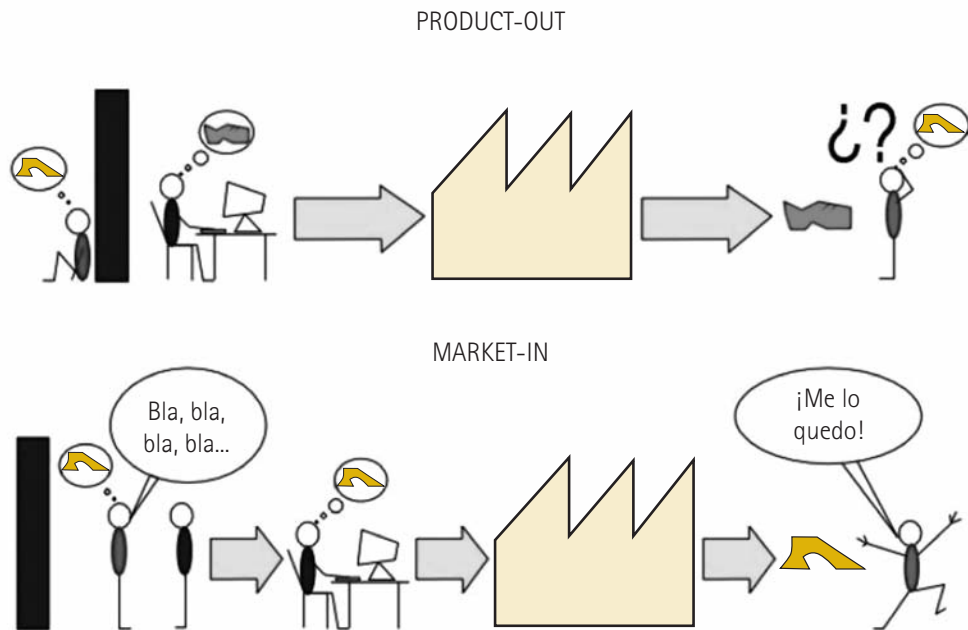 PRODUCT-OUT
¿?
MARKET-IN
Bla, bla,
bla, bla...
¡Me lo
quedo!